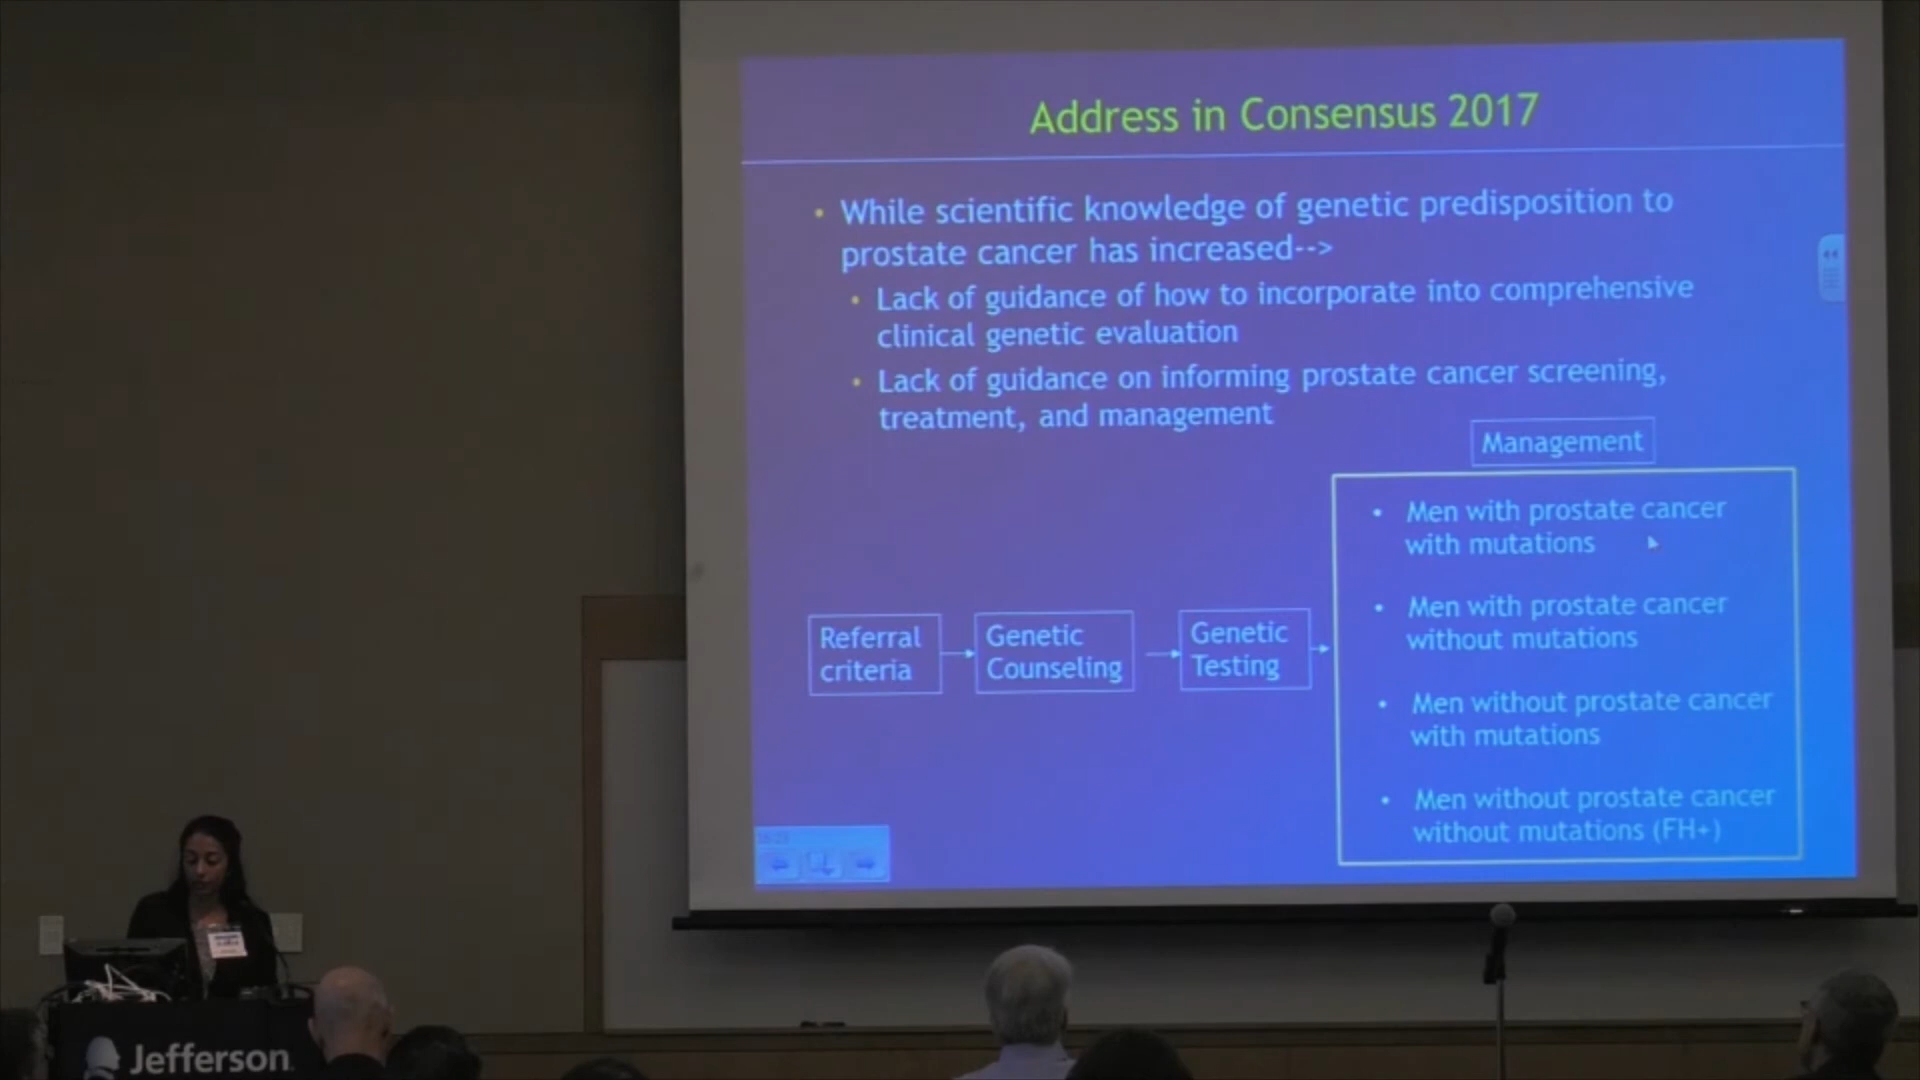 Address in Consensus 2017
• While scientific knowledge of genetic predisposition to
prostate cancer has increased-->
• Lack of guidance of how to incorporate into comprehensive
clinical genetic evaluation
• Lack of guidance on informing prostate cancer screening,
treatment, and management
Management
Referral
criteria
Genetic
Counseling
Genetic
Testing
• Men with prostate cancer
with mutations
• Men with prostate cancer
without mutations
• Men without prostate cancer
with mutations
• Men without prostate cancer
without mutations (FH+)
Jefferson